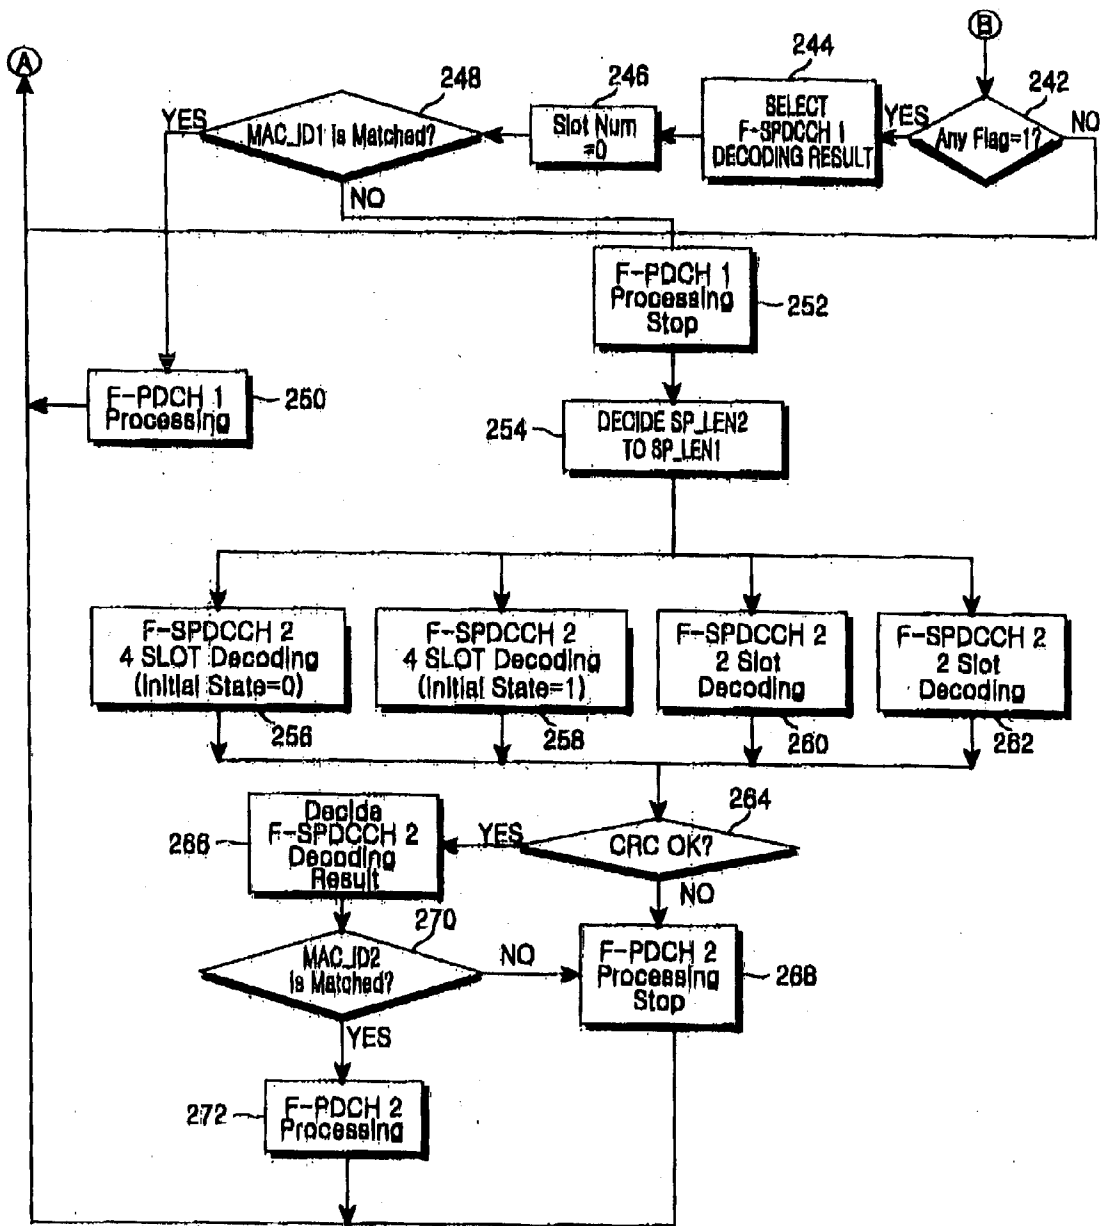 A
B
244
242
246
248
YES
MAC_ID1 is Matched?
Slot Num
=0
SELECT
F-SPDCCH 1
DECODING RESULT
YES
Any Flag=1?
NO
NO
F-PDCH 1
Processing
Stop
252
F-PDCH 1
Processing
250
254
DECIDE SP_LEN2
TO SP_LEN1
F-SPDCCH 2
4 SLOT Decoding
(Initial State=0)
256
F-SPDCCH 2
4 SLOT Decoding
(Initial State=1)
258
F-SPDCCH 2
2 Slot
Decoding
260
F-SPDCCH 2
2 Slot
Decoding
262
264
266
Decide
F-SPDCCH 2
Decoding
Result
YES
CRC OK?
NO
270
MAC_ID2
is Matched?
NO
F-PDCH 2
Processing
Stop
268
YES
272
F-PDCH 2
Processing